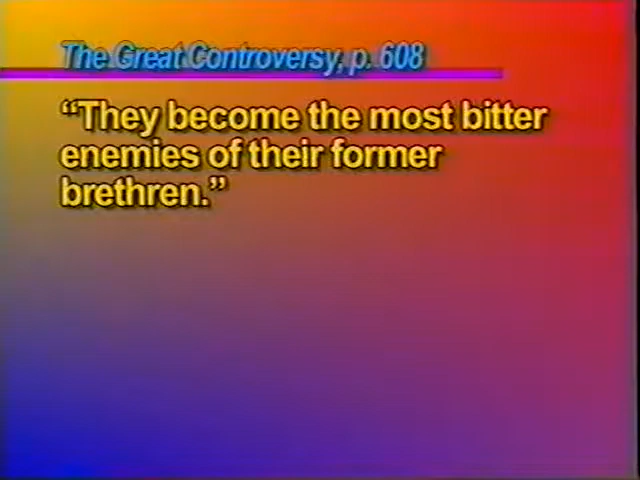 The Great Controversy, p. 608
“They become the most bitter
enemies of their former
brethren.”